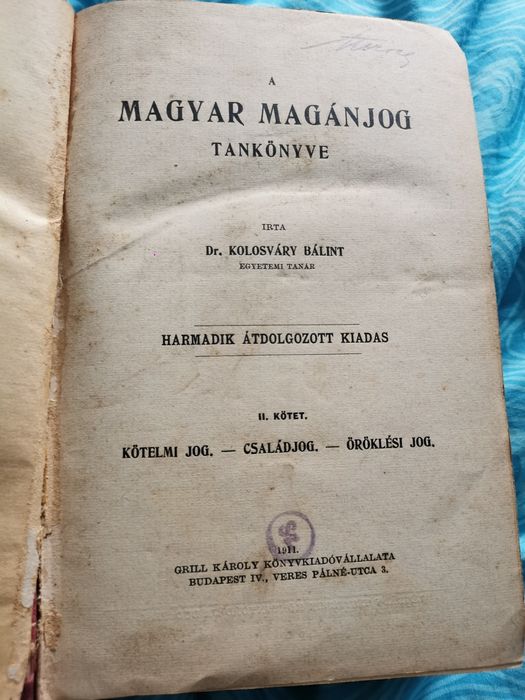 A
MAGYAR MAGÁNJOG
TANKÖNYVE
IRTA
Dr. KOLOSVÁRY BÁLINT
EGYETEMI TANÁR
HARMADIK ÁTDOLGOZOTT KIADAS
II. KÖTET.
KÖTELMI JOG. — CSALÁDJOG. — ÖRÖKLÉSI JOG.
1911.
GRILL KÁROLY KÖNYVKIADÓVÁLLALATA
BUDAPEST IV., VERES PÁLNÉ-UTCA 3.